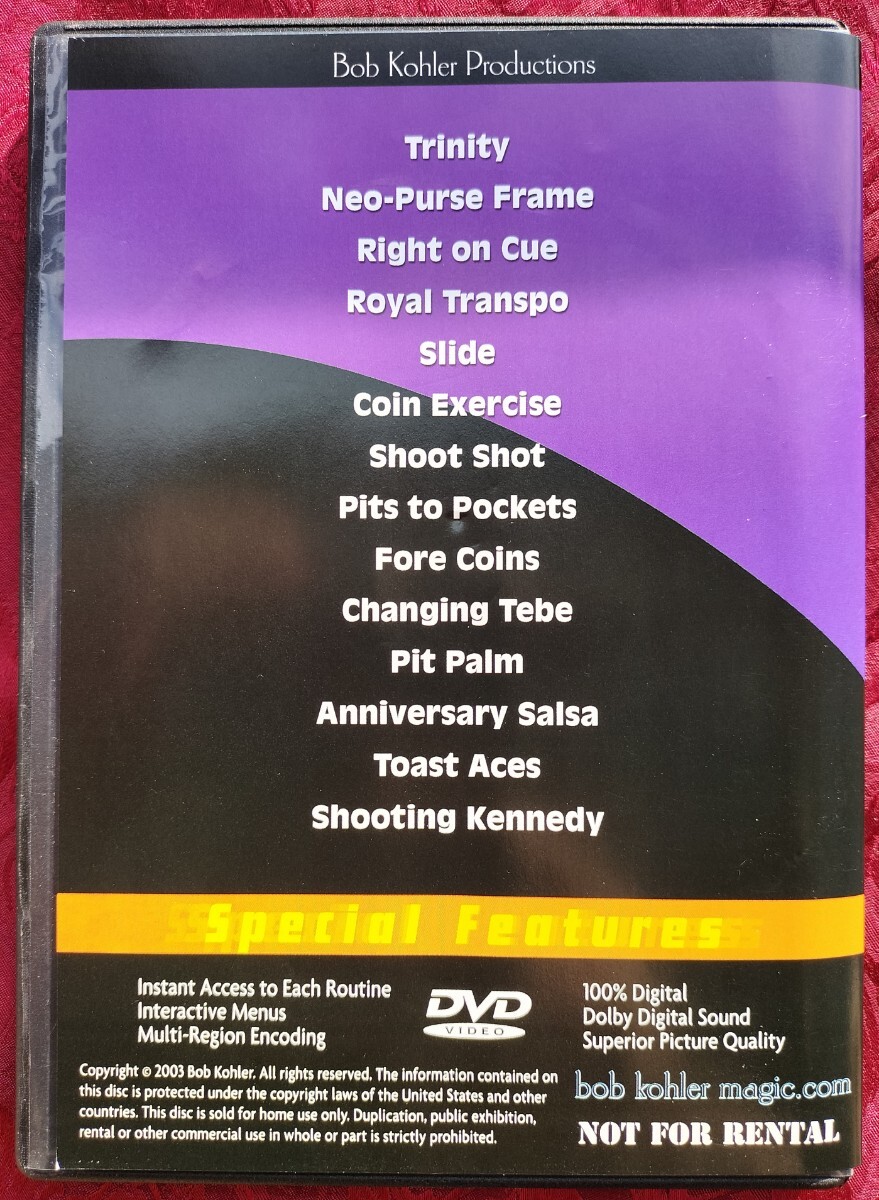 Bob Kohler Productions
Trinity
Neo-Purse Frame
Right on Cue
Royal Transpo
Slide
Coin Exercise
Shoot Shot
Pits to Pockets
Fore Coins
Changing Tebe
Pit Palm
Anniversary Salsa
Toast Aces
Shooting Kennedy
Special Features
Instant Access to Each Routine
Interactive Menus
Multi-Region Encoding
DVD
VIDEO
100% Digital
Dolby Digital Sound
Superior Picture Quality
Copyright © 2003 Bob Kohler. All rights reserved. The information contained on
this disc is protected under the copyright laws of the United States and other
countries. This disc is sold for home use only. Duplication, public exhibition,
rental or other commercial use in whole or part is strictly prohibited.
bob kohler magic.com
NOT FOR RENTAL